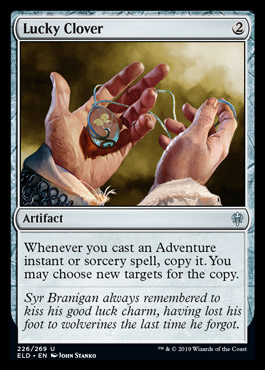 Lucky Clover 2
Artifact
Whenever you cast an Adventure
instant or sorcery spell, copy it. You
may choose new targets for the copy.
Syr Branigan always remembered to
kiss his good luck charm, having lost his
foot to wolverines the last time he forgot.
226/269 U
ELD • EN JOHN STANKO
™ & © 2019 Wizards of the Coast